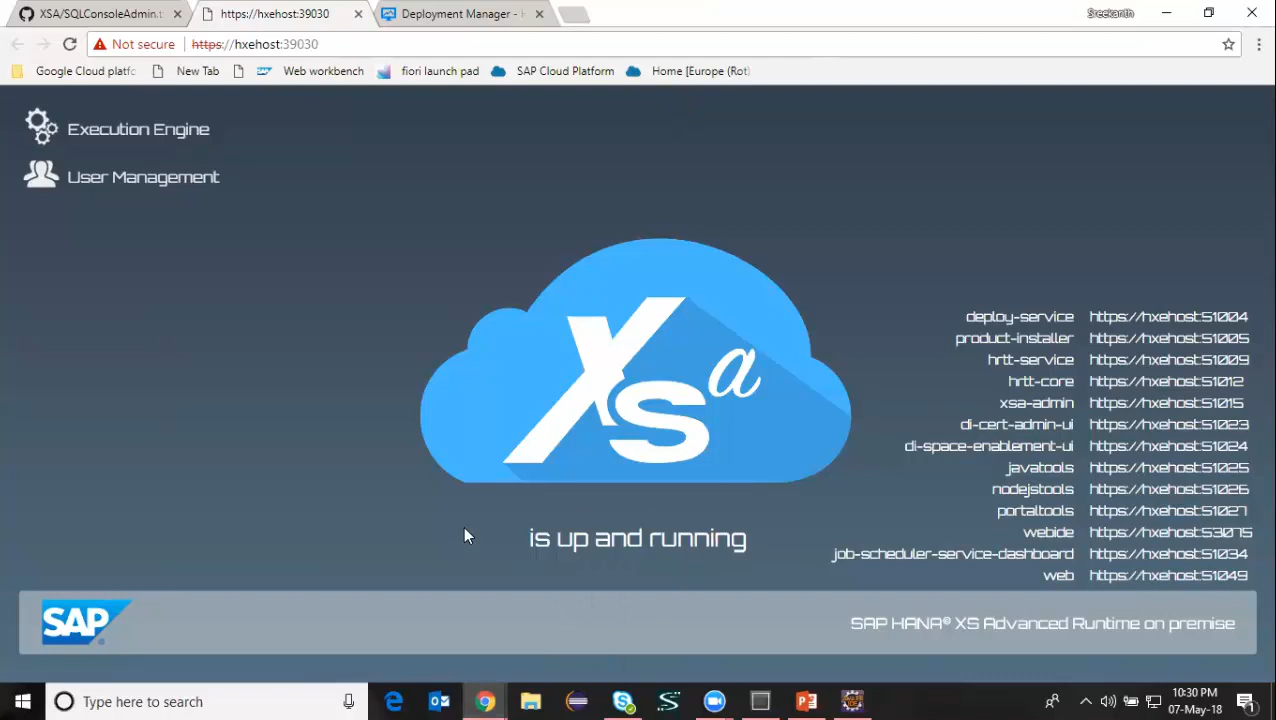 XSA/SQLConsoleAdmin.t
https://hxehost:39030
Deployment Manager -
Sreekanth
Not secure
https://hxehost:39030
Google Cloud platfo
New Tab
Web workbench
fiori launch pad
SAP Cloud Platform
Home [Europe (Rot)
Execution Engine
User Management
XSa
is up and running
deploy-service https://hxehost:51004
product-installer https://hxehost:51005
hrtt-service https://hxehost:51009
hrtt-core https://hxehost:51012
xsa-admin https://hxehost:51015
di-cert-admin-ui https://hxehost:51023
di-space-enablement-ui https://hxehost:51024
javatools https://hxehost:51025
nodejstools https://hxehost:51026
portaltools https://hxehost:51027
webide https://hxehost:53075
job-scheduler-service-dashboard https://hxehost:51034
web https://hxehost:51049
SAP
SAP HANA® XS Advanced Runtime on premise
Type here to search
10:30 PM
07-May-18